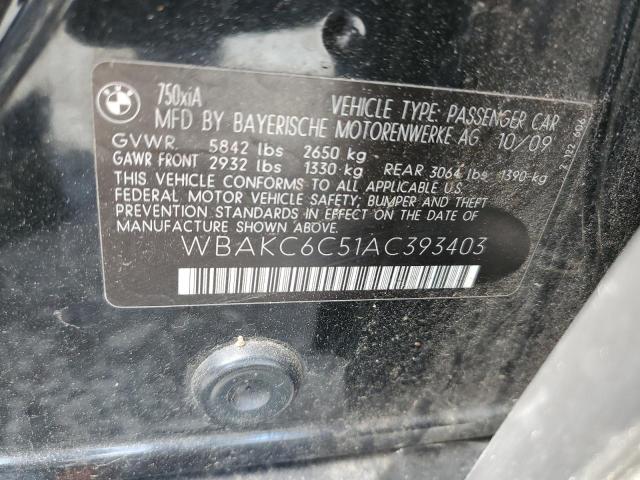 BMW
750xiA
VEHICLE TYPE: PASSENGER CAR
MFD BY BAYERISCHE MOTORENWERKE AG 10/09
GVWR. 5842 lbs 2650 kg
GAWR FRONT 2932 lbs 1330 kg REAR 3064 lbs 1390-kg
THIS VEHICLE CONFORMS TO ALL APPLICABLE U.S.
FEDERAL MOTOR VEHICLE SAFETY; BUMPER AND THEFT
STANDARDS IN EFFECT ON THE DATE OF
MANUFACTURE SHOWN ABOVE.
WBAKC6C51AC393403